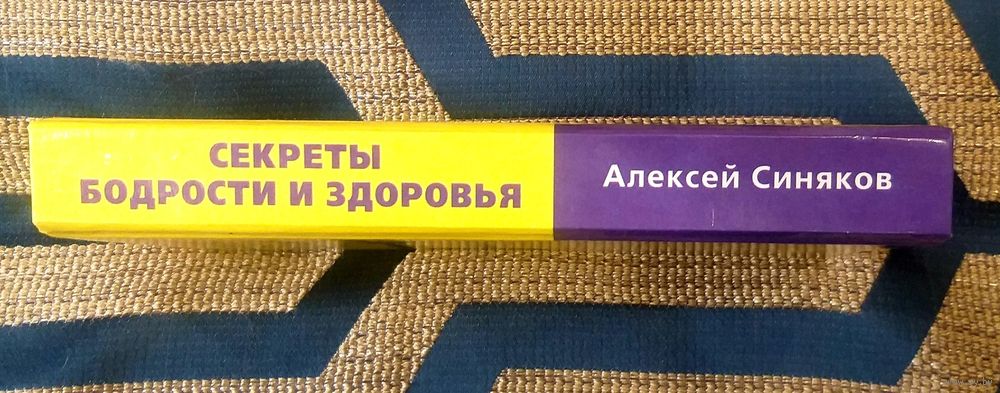 СЕКРЕТЫ
БОДРОСТИ И ЗДОРОВЬЯ
Алексей Синяков